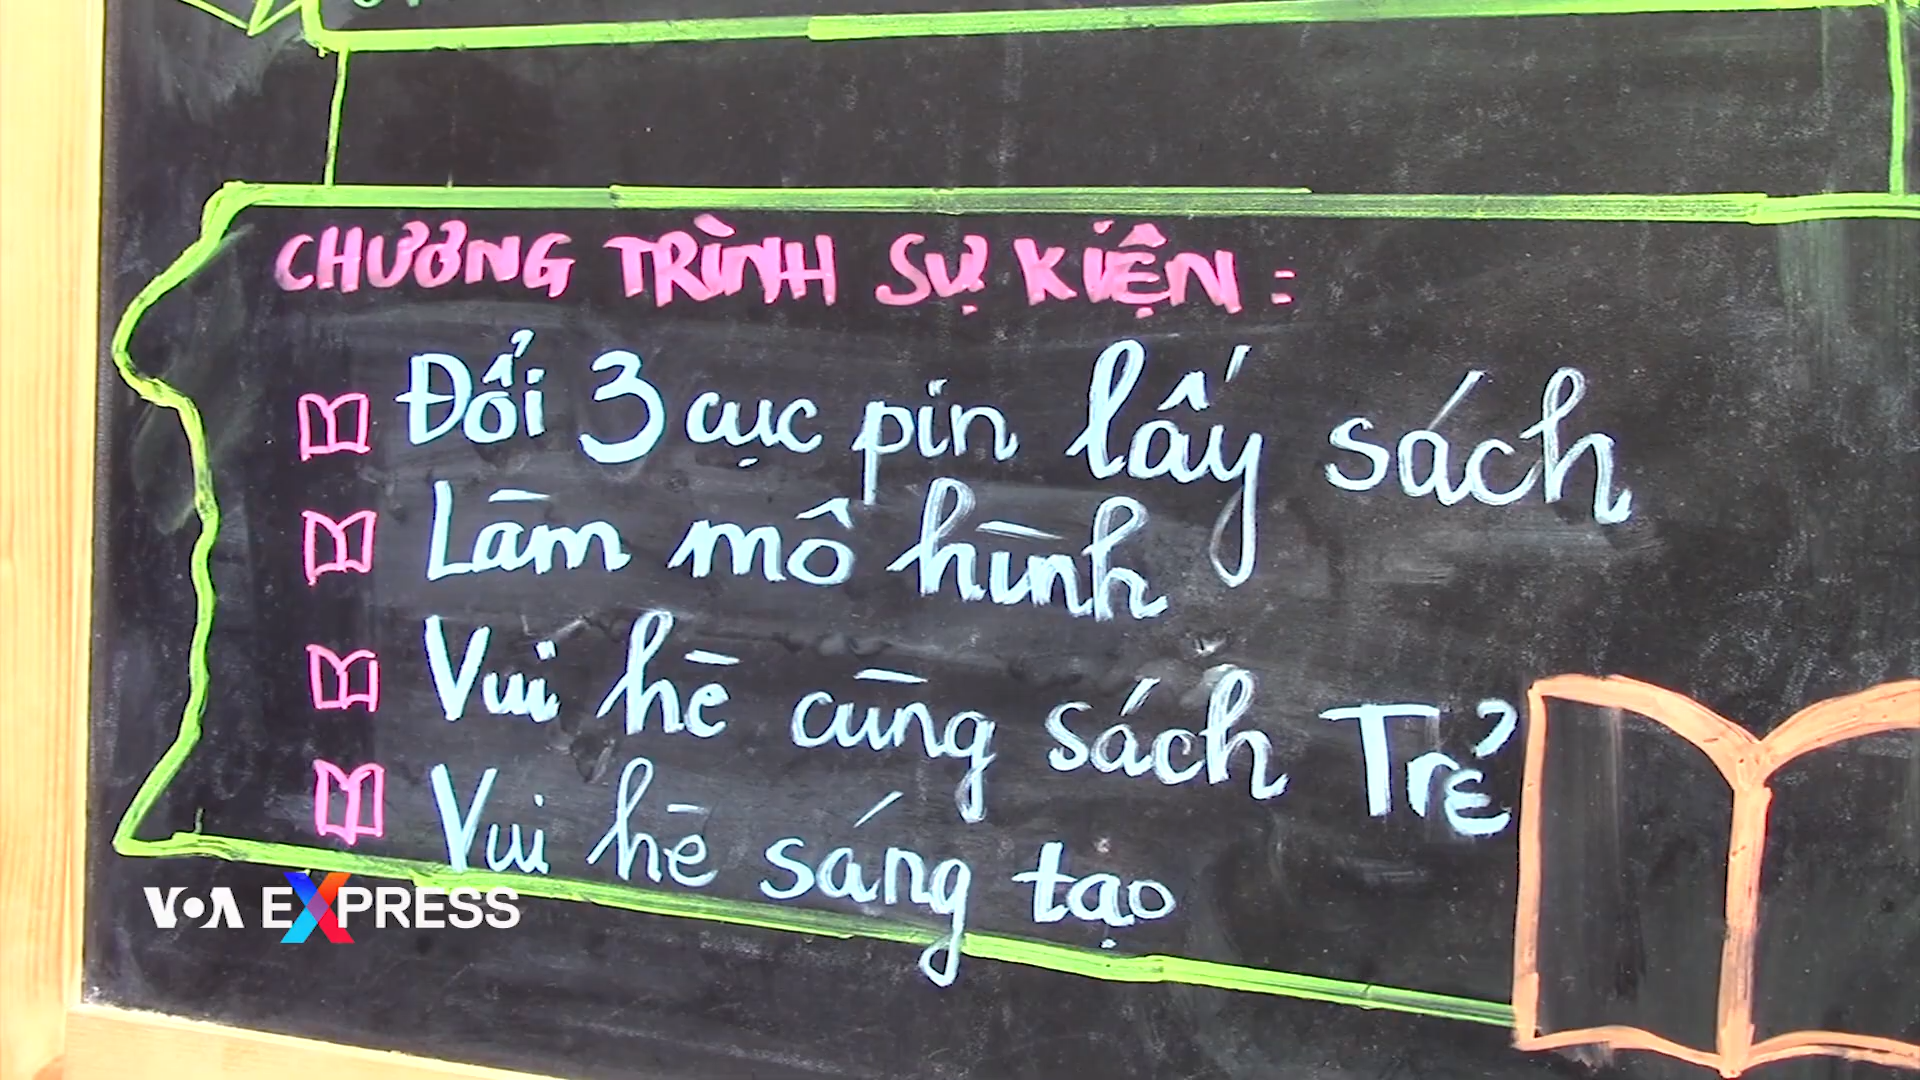 CHƯƠNG TRÌNH SỰ KIỆN:
Đổi 3 cục pin lấy sách
Làm mô hình
Vui hè cùng sách Trẻ
Vui hè sáng tạo
VOA EXPRESS